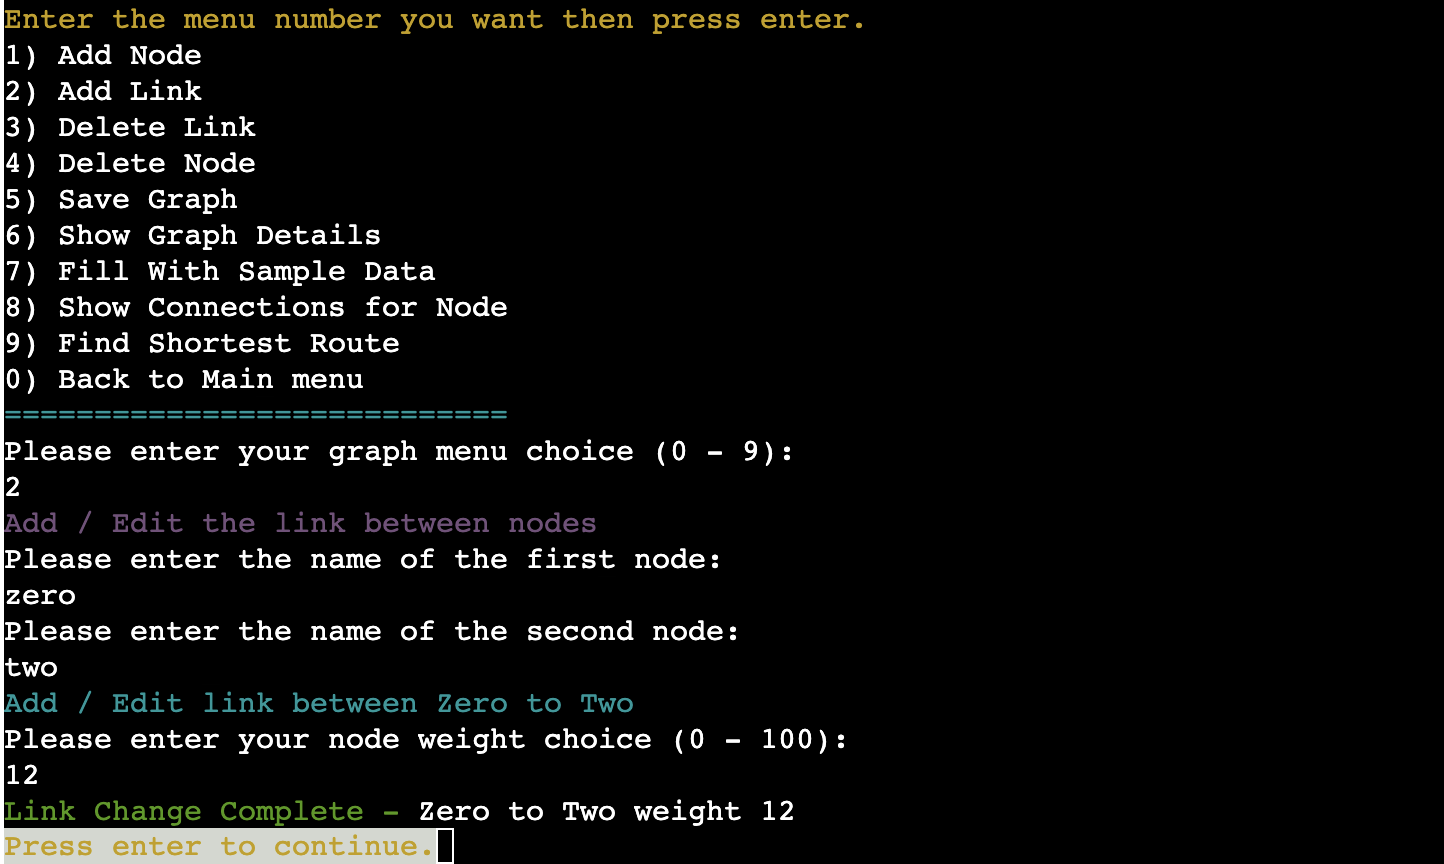 Enter the menu number you want then press enter.
1) Add Node
2) Add Link
3) Delete Link
4) Delete Node
5) Save Graph
6) Show Graph Details
7) Fill With Sample Data
8) Show Connections for Node
9) Find Shortest Route
0) Back to Main menu
============================
Please enter your graph menu choice (0 - 9):
2
Add / Edit the link between nodes
Please enter the name of the first node:
zero
Please enter the name of the second node:
two
Add / Edit link between Zero to Two
Please enter your node weight choice (0 - 100):
12
Link Change Complete - Zero to Two weight 12
Press enter to continue.